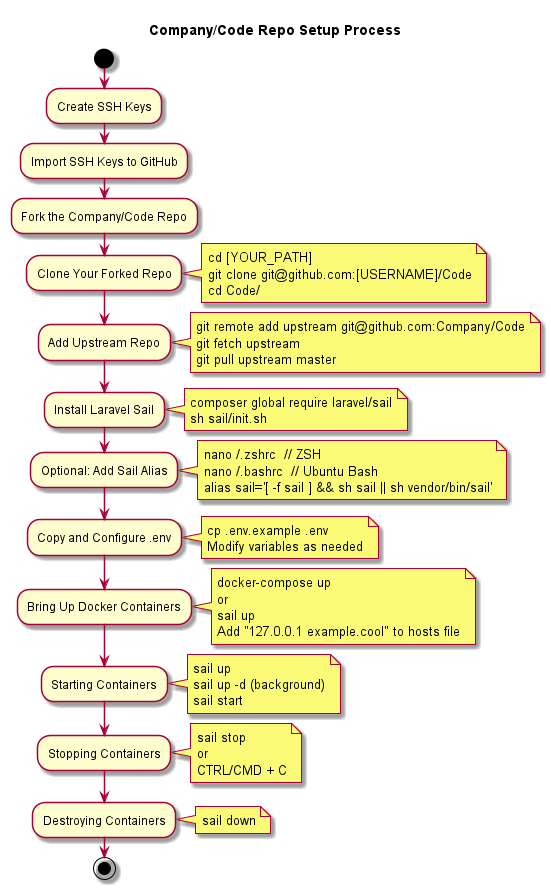 Company/Code Repo Setup Process
Create SSH Keys
Import SSH Keys to GitHub
Fork the Company/Code Repo
Clone Your Forked Repo
cd [YOUR_PATH]
git clone git@github.com:[USERNAME]/Code
cd Code/
Add Upstream Repo
git remote add upstream git@github.com:Company/Code
git fetch upstream
git pull upstream master
Install Laravel Sail
composer global require laravel/sail
sh sail/init.sh
Optional: Add Sail Alias
nano /.zshrc  // ZSH
nano /.bashrc  // Ubuntu Bash
alias sail='[ -f sail ] && sh sail || sh vendor/bin/sail'
Copy and Configure .env
cp .env.example .env
Modify variables as needed
Bring Up Docker Containers
docker-compose up
or
sail up
Add "127.0.0.1 example.cool" to hosts file
Starting Containers
sail up
sail up -d (background)
sail start
Stopping Containers
sail stop
or
CTRL/CMD + C
Destroying Containers
sail down